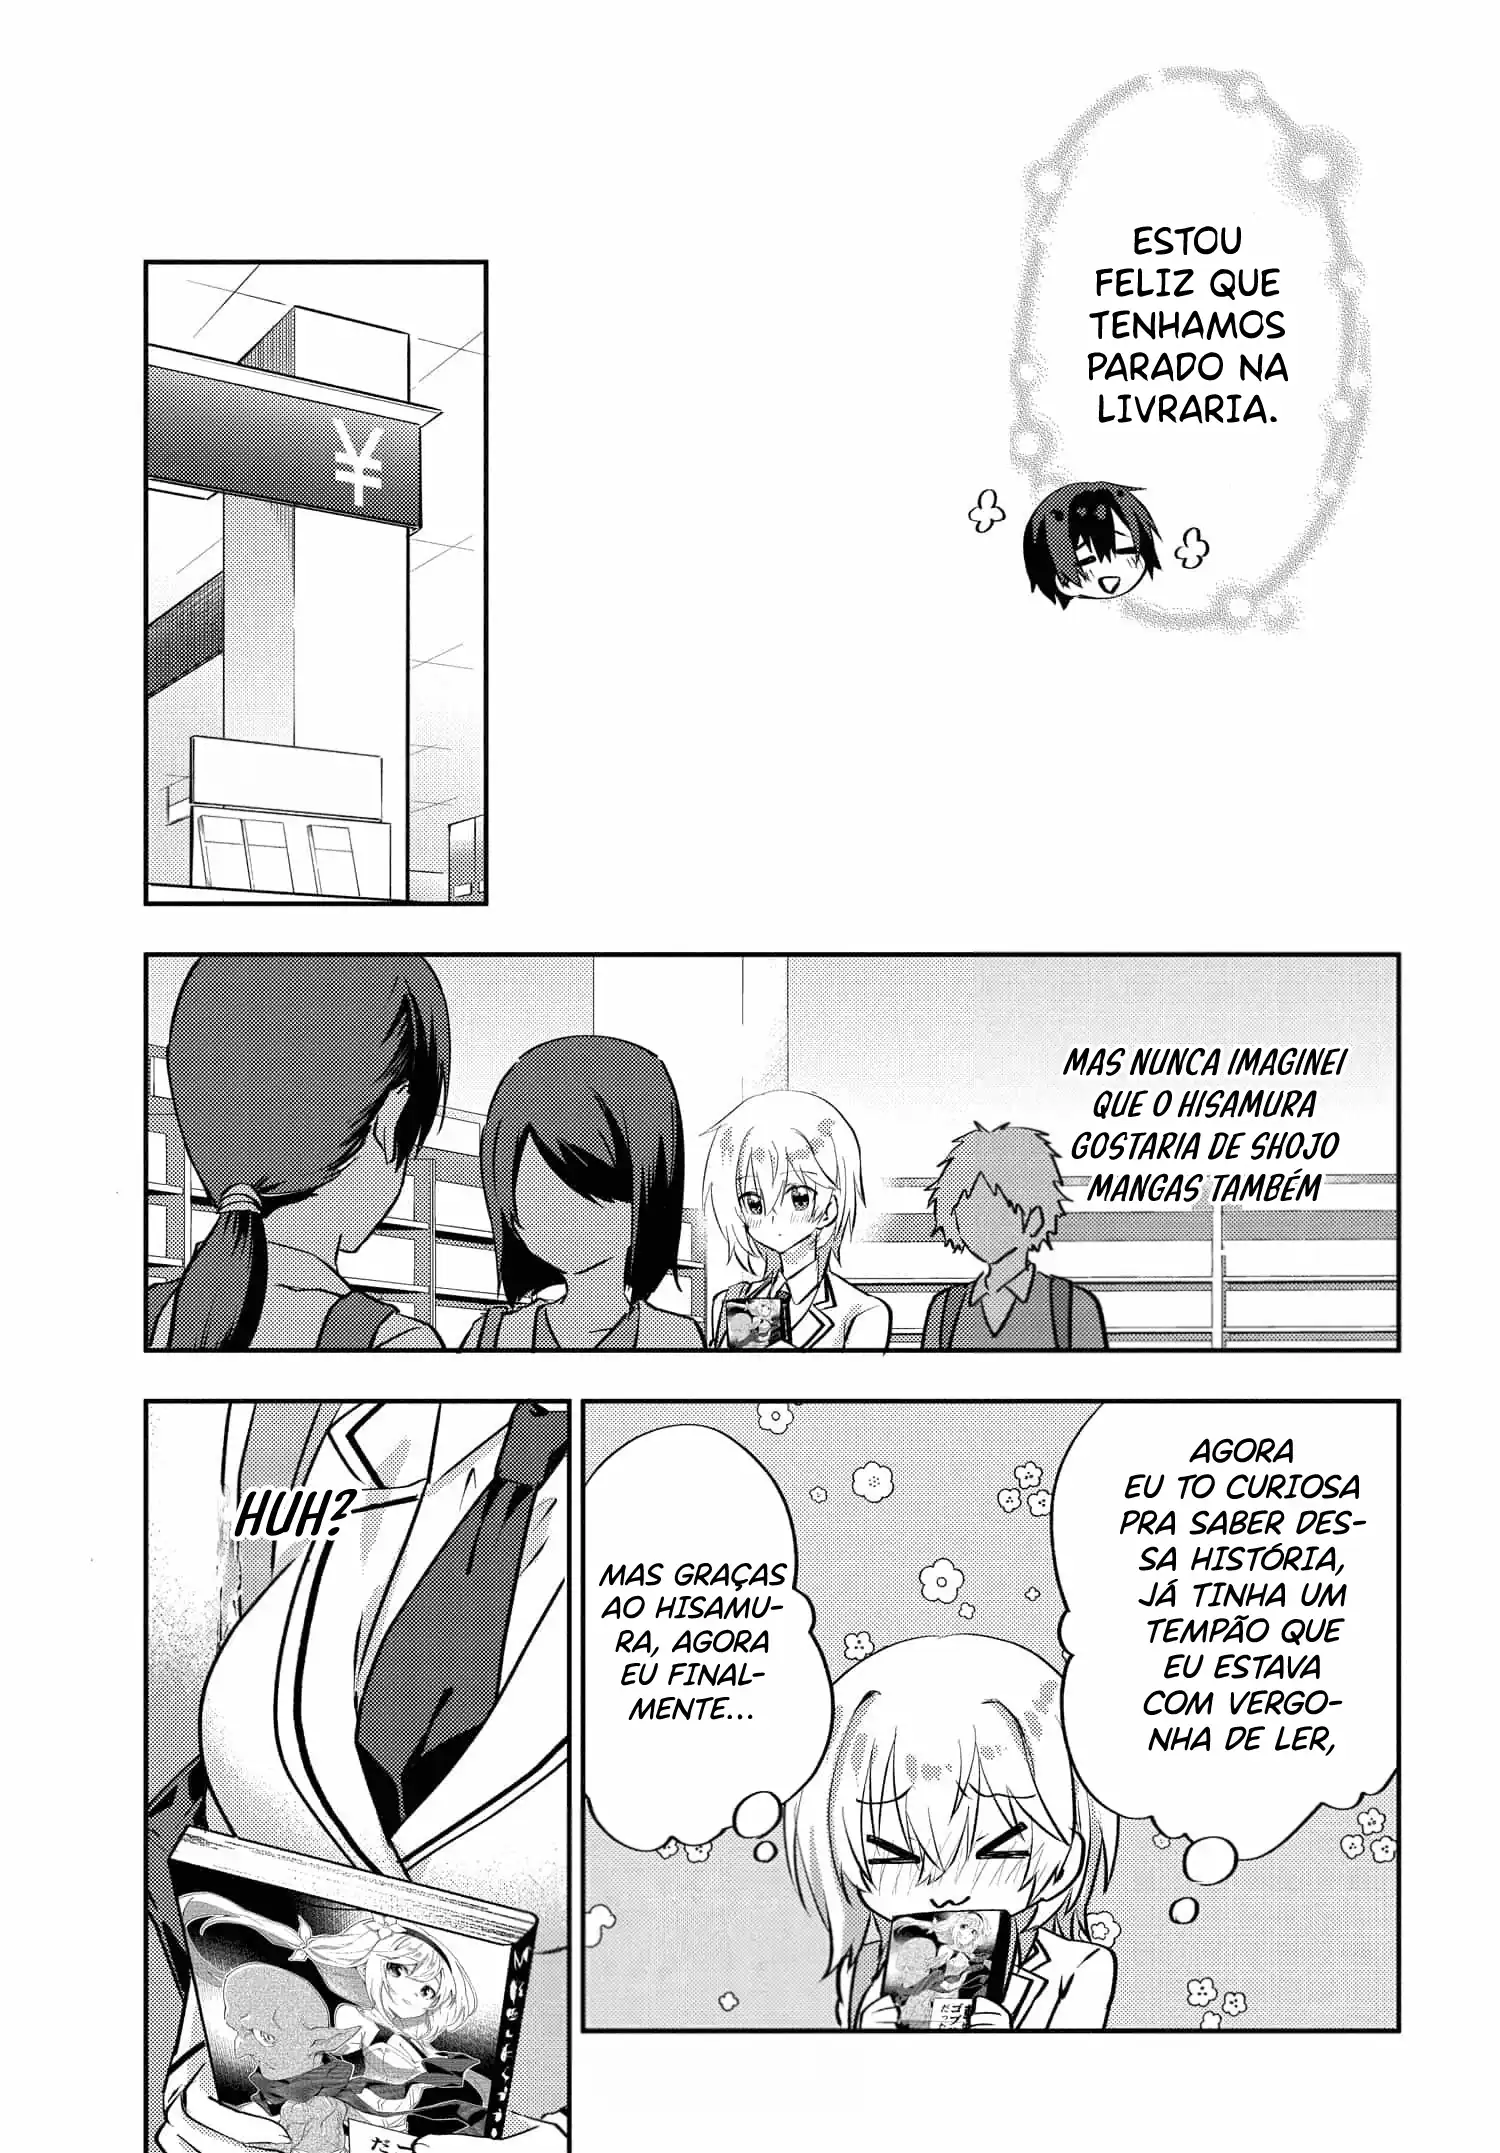 ESTOU
FELIZ QUE
TENHAMOS
PARADO NA
LIVRARIA.
¥
MAS NUNCA IMAGINEI
QUE O HISAMURA
GOSTARIA DE SHOJO
MANGAS TAMBÉM
AGORA
EU TO CURIOSA
PRA SABER DES-
SA HISTÓRIA,
JÁ TINHA UM
TEMPÃO QUE
EU ESTAVA
COM VERGO-
NHA DE LER,
MAS GRAÇAS
AO HISAMU-
RA, AGORA
EU FINAL-
MENTE...
HUH?